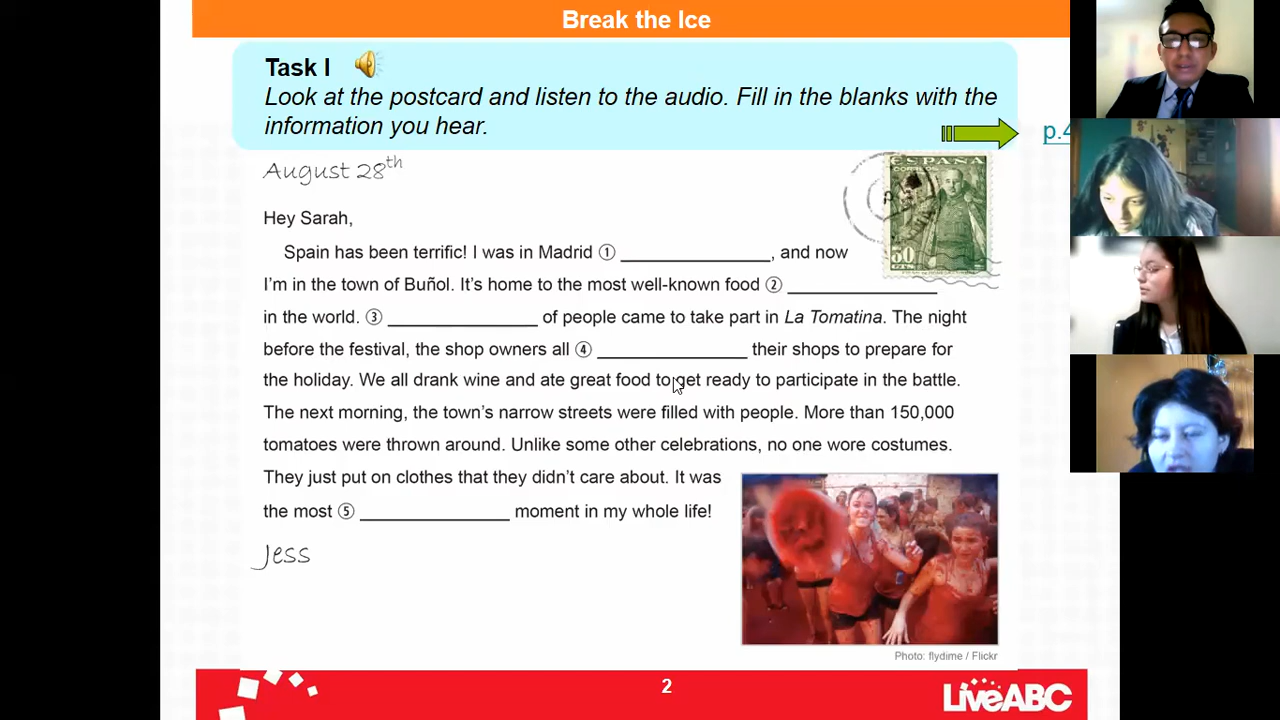 Break the Ice
Task I
Look at the postcard and listen to the audio. Fill in the blanks with the
information you hear.
p.4
August 28th
ESPAÑA
CORREOS
50
CTS
Hey Sarah,
Spain has been terrific! I was in Madrid ① ______________, and now
I'm in the town of Buñol. It's home to the most well-known food ② ______________
in the world. ③ ______________ of people came to take part in La Tomatina. The night
before the festival, the shop owners all ④ ______________ their shops to prepare for
the holiday. We all drank wine and ate great food to get ready to participate in the battle.
The next morning, the town's narrow streets were filled with people. More than 150,000
tomatoes were thrown around. Unlike some other celebrations, no one wore costumes.
They just put on clothes that they didn't care about. It was
the most ⑤ ______________ moment in my whole life!
Jess
Photo: flydime / Flickr
2
LiveABC